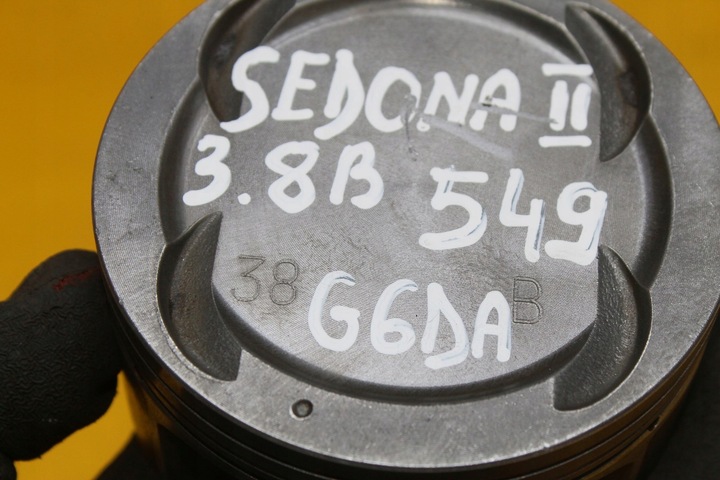 SEDONA II
3.8B 549
38 B
G6DA